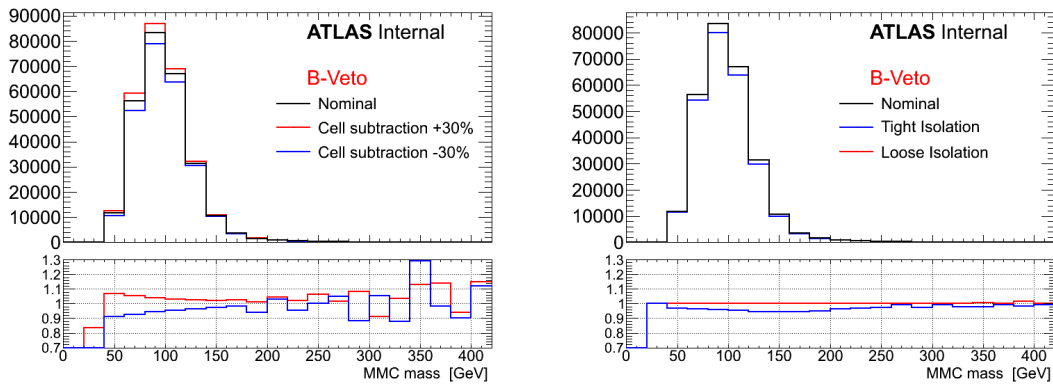 90000
80000
70000
60000
50000
40000
30000
20000
10000
0
ATLAS Internal
B-Veto
Nominal
Cell subtraction +30%
Cell subtraction -30%
1.3
1.2
1.1
1
0.9
0.8
0.7
0 50 100 150 200 250 300 350 400
MMC mass [GeV]
80000
70000
60000
50000
40000
30000
20000
10000
0
ATLAS Internal
B-Veto
Nominal
Tight Isolation
Loose Isolation
1.3
1.2
1.1
1
0.9
0.8
0.7
0 50 100 150 200 250 300 350 400
MMC mass [GeV]